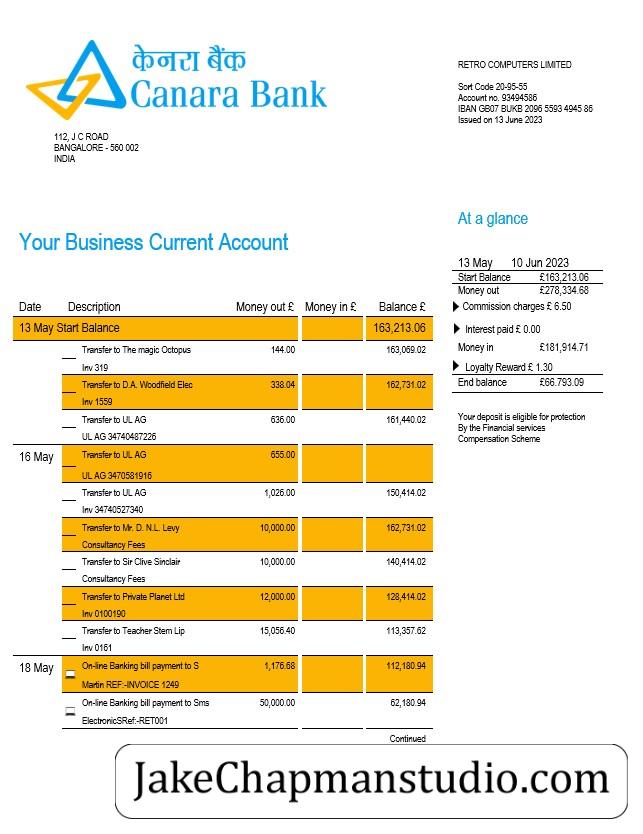 केनरा बैंक
Canara Bank
112, J C ROAD
BANGALORE - 560 002
INDIA
RETRO COMPUTERS LIMITED
Sort Code 20-95-55
Account no. 93494586
IBAN GB07 BUKB 2096 5593 4945 86
Issued on 13 June 2023
Your Business Current Account
At a glance
13 May 10 Jun 2023
Start Balance £163,213.06
Money out £278,334.68
Commission charges £ 6.50
Interest paid £ 0.00
Money in £181,914.71
Loyalty Reward £ 1.30
End balance £66.793.09
Your deposit is eligible for protection
By the Financial services
Compensation Scheme
Date Description Money out £ Money in £ Balance £
13 May Start Balance 163,213.06
Transfer to The magic Octopus 144.00 163,069.02
Inv 319
Transfer to D.A. Woodfield Elec 338.04 162,731.02
Inv 1559
Transfer to UL AG 636.00 161,440.02
UL AG 34740487226
16 May Transfer to UL AG 655.00
UL AG 3470581916
Transfer to UL AG 1,026.00 150,414.02
Inv 34740527340
Transfer to Mr. D. N.L. Levy 10,000.00 162,731.02
Consultancy Fees
Transfer to Sir Clive Sinclair 10,000.00 140,414.02
Consultancy Fees
Transfer to Private Planet Ltd 12,000.00 128,414.02
Inv 0100190
Transfer to Teacher Stem Lip 15,056.40 113,357.62
Inv 0161
18 May On-line Banking bill payment to S 1,176.68 112,180.94
Martin REF:-INVOICE 1249
On-line Banking bill payment to Sms 50,000.00 62,180.94
ElectronicSRef:-RET001
Continued
JakeChapmanstudio.com